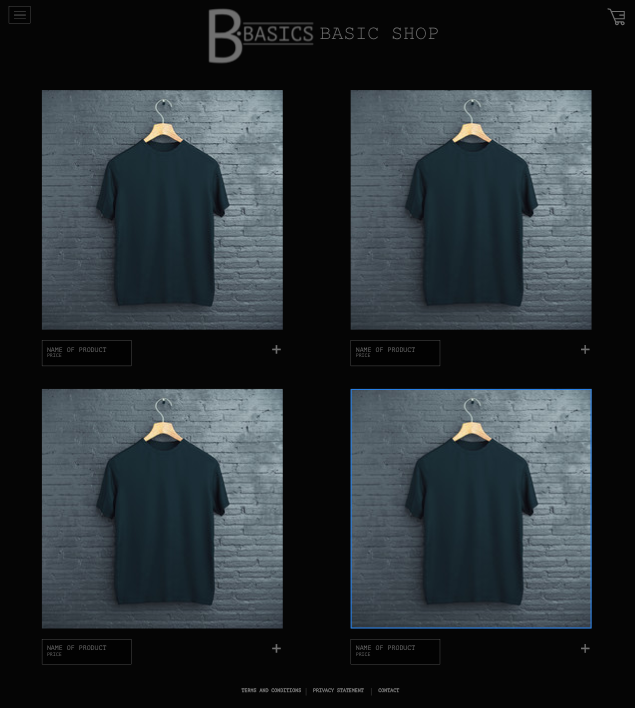 B-BASICS BASIC SHOP
NAME OF PRODUCT
PRICE
NAME OF PRODUCT
PRICE
NAME OF PRODUCT
PRICE
NAME OF PRODUCT
PRICE
TERMS AND CONDITIONS | PRIVACY STATEMENT | CONTACT